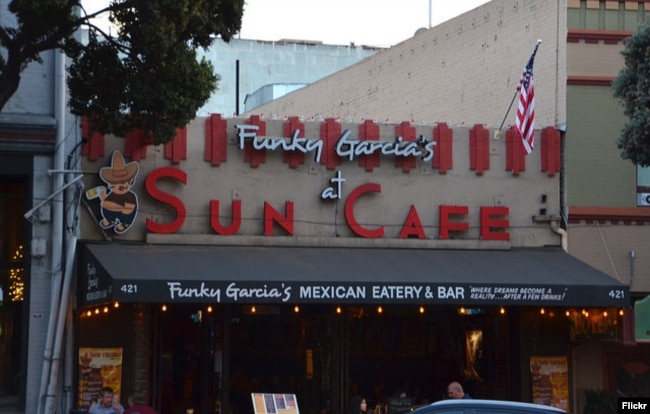 Funky Garcia's
at
SUN CAFE
421 Funky Garcia's MEXICAN EATERY & BAR "WHERE DREAMS BECOME A
REALITY...AFTER A FEW DRINKS! 421
Flickr